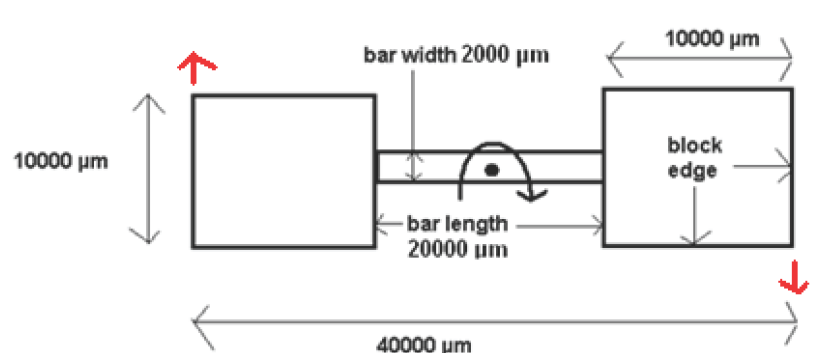 10000 µm
bar width 2000 µm
10000 µm
block
edge
bar length
20000 µm
40000 µm